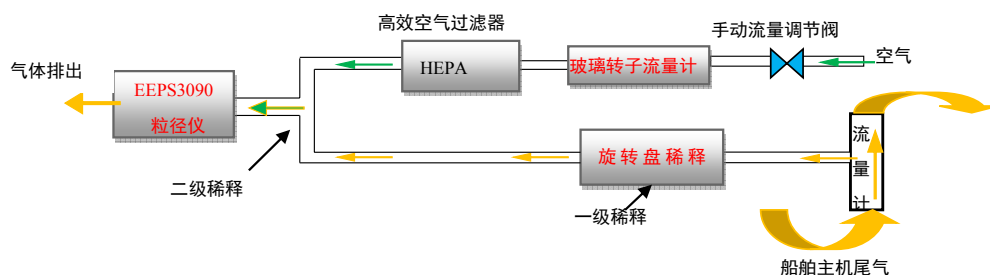 高效空气过滤器
手动流量调节阀
气体排出
EEPS3090
粒径仪
HEPA
玻璃转子流量计
空气
二级稀释
旋转盘稀释
一级稀释
流
量
计
船舶主机尾气